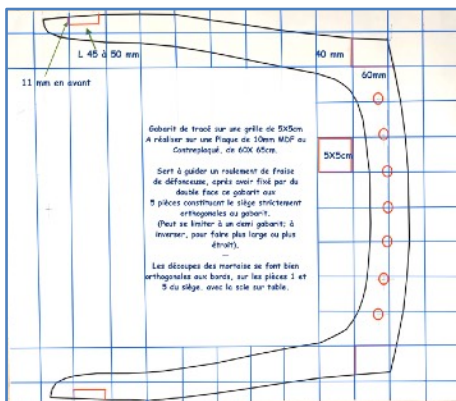 L 45 à 50 mm
40 mm
11 mm en avant
60mm
Gabarit de tracé sur une grille de 5X5cm
A réaliser sur une Plaque de 10mm MDF ou
Contreplaqué, de 60X 65cm.
Sert à guider un roulement de fraise
de défonceuse, après avoir fixé par du
double face ce gabarit aux
5 pièces constituent le siège strictement
orthogonales au gabarit.
(Peut se limiter à un demi gabarit; à
inverser, pour faire plus large ou plus
étroit).
5X5cm
Les découpes des mortaise se font bien
orthogonales aux bords, sur les pièces 1 et
5 du siège. avec la scie sur table.